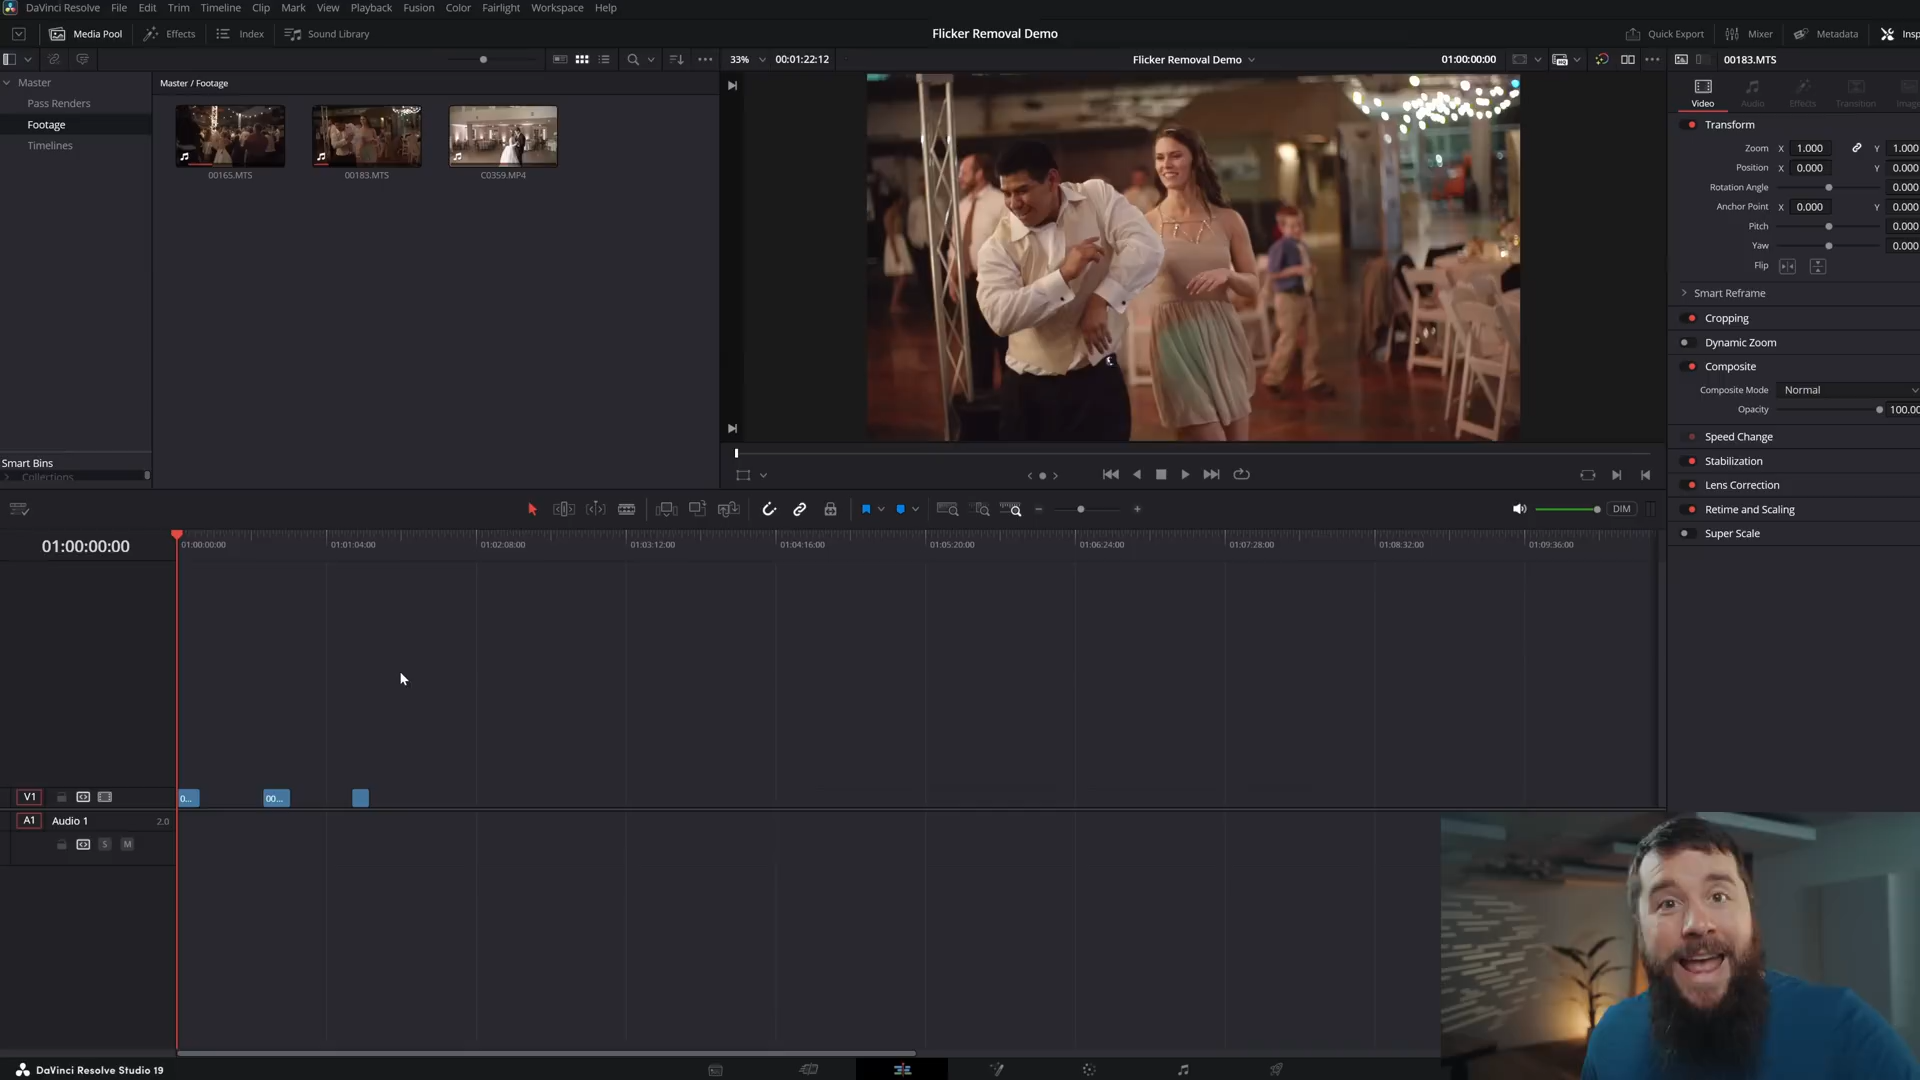 DaVinci Resolve File Edit Trim Timeline Clip Mark View Playback Fusion Color Fairlight Workspace Help
Media Pool Effects Index Sound Library Flicker Removal Demo Quick Export Mixer Metadata Insp
33% 00:01:22:12 Flicker Removal Demo 01:00:00:00 00183.MTS
Master
Pass Renders
Footage
Timelines
Smart Bins
Collections
Master / Footage
00165.MTS 00183.MTS C0359.MP4
Video Audio Effects Transition Imag
Transform
Zoom X 1.000 Y 1.000
Position X 0.000 Y 0.000
Rotation Angle 0.000
Anchor Point X 0.000 Y 0.000
Pitch 0.000
Yaw 0.000
Flip
Smart Reframe
Cropping
Dynamic Zoom
Composite
Composite Mode Normal
Opacity 100.00
Speed Change
Stabilization
Lens Correction
Retime and Scaling
Super Scale
DIM
01:00:00:00
01:00:00:00 01:01:04:00 01:02:08:00 01:03:12:00 01:04:16:00 01:05:20:00 01:06:24:00 01:07:28:00 01:08:32:00 01:09:36:00
V1 0... 00...
A1 Audio 1 2.0
S M
DaVinci Resolve Studio 19